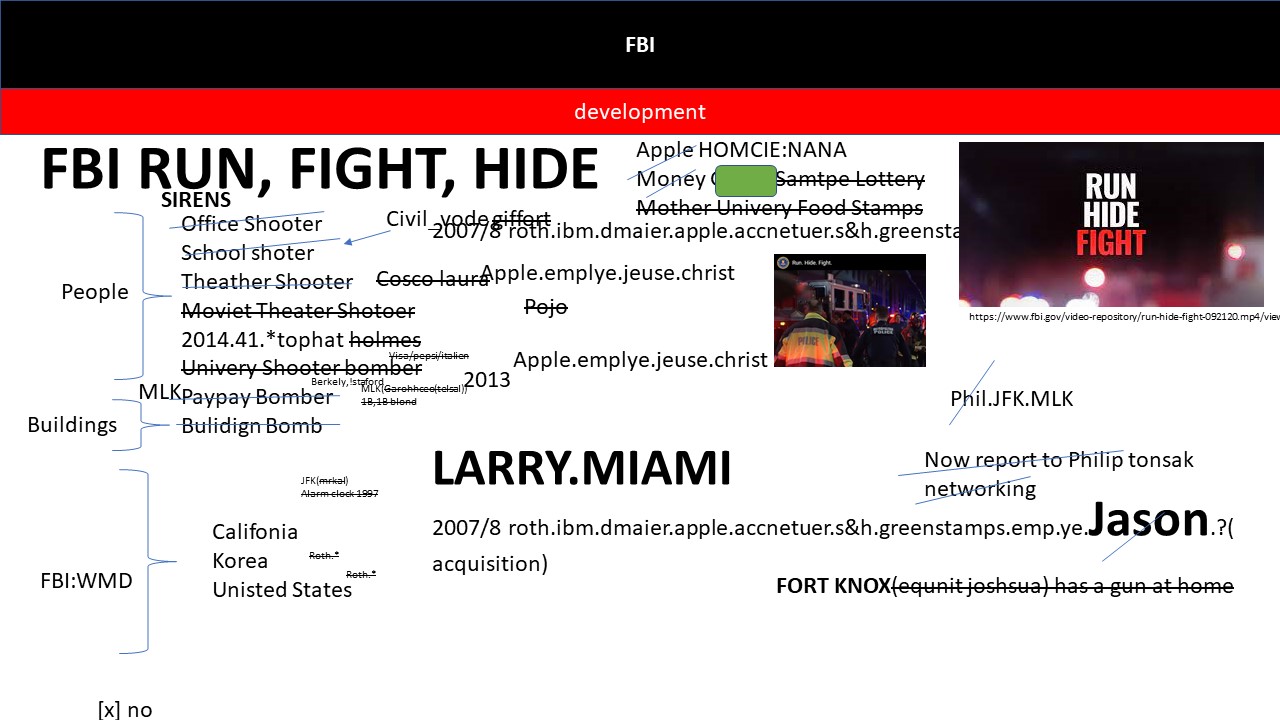 FBI
development
FBI RUN, FIGHT, HIDE
SIRENS
Office Shooter
School shoter
Theather Shooter
Moviet Theater Shotoer
2014.41.*tophat holmes
Univery Shooter bomber
Paypay Bomber
Bulidign Bomb
People
MLK
Buildings
Civil_ vode giffort
Cosco laura
Visa/pepsi/italien
Berkely,!staford
MLK(Garohhceo(telsal))
18,18 blond
2013
Apple HOMCIE:NANA
Money Samtpe Lottery
Mother Univery Food Stamps
2007/8 roth.ibm.dmaier.apple.accnetuer.s&h.greensta
Apple.emplye.jeuse.christ
Pojo
Apple.emplye.jeuse.christ
Run. Hide. Fight.
POLICE
RUN
HIDE
FIGHT
https://www.fbi.gov/video-repository/run-hide-fight-092120.mp4/view
Phil.JFK.MLK
Now report to Philip tonsak
networking
LARRY.MIAMI
2007/8 roth.ibm.dmaier.apple.accnetuer.s&h.greenstamps.emp.ye.Jason.?(
acquisition)
FORT KNOX(equnit joshsua) has a gun at home
JFK(mrkal)
Alarm clock 1997
FBI:WMD
Califonia
Korea
Roth.*
Roth.*
Unisted States
[x] no